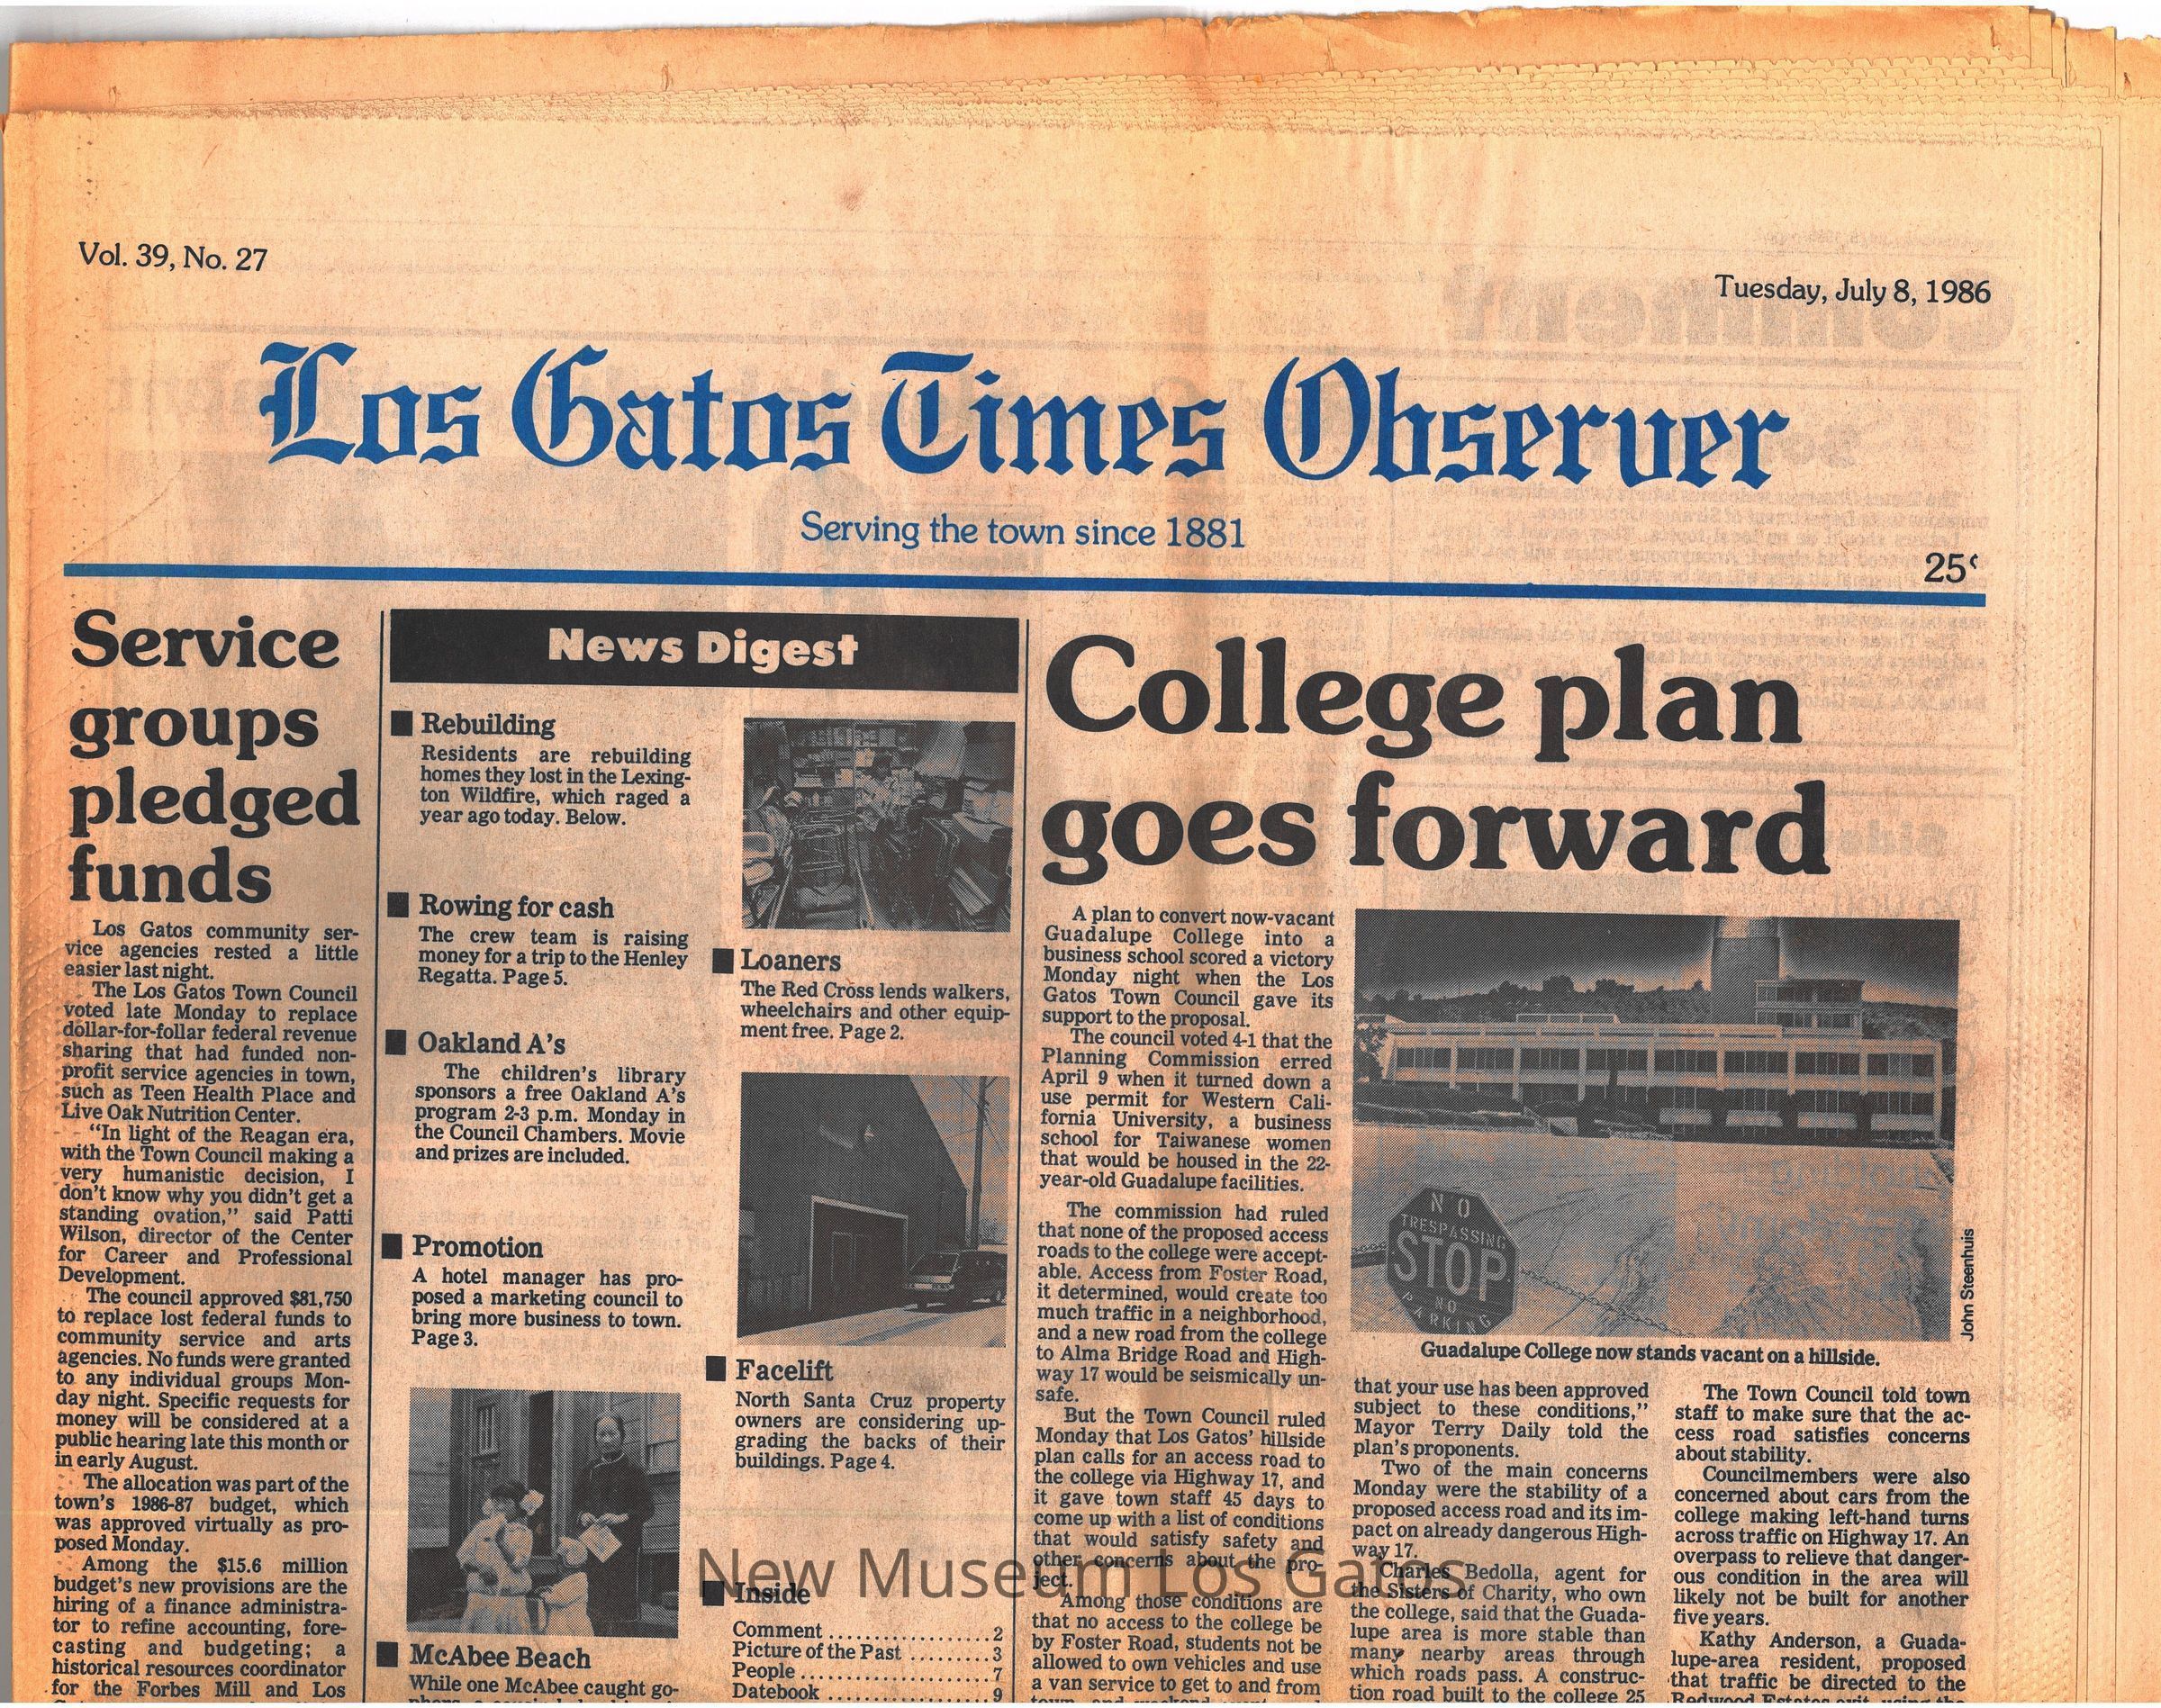 Vol. 39, No. 27
Tuesday, July 8, 1986
Los Gatos Times Observer
Serving the town since 1881
25¢
Service
groups
pledged
funds
Los Gatos community ser-
vice agencies rested a little
easier last night.
The Los Gatos Town Council
voted late Monday to replace
dollar-for-follar federal revenue
sharing that had funded non-
profit service agencies in town,
such as Teen Health Place and
Live Oak Nutrition Center.
"In light of the Reagan era,
with the Town Council making a
very humanistic decision, I
don't know why you didn't get a
standing ovation," said Patti
Wilson, director of the Center
for Career and Professional
Development.
The council approved $81,750
to replace lost federal funds to
community service and arts
agencies. No funds were granted
to any individual groups Mon-
day night. Specific requests for
money will be considered at a
public hearing late this month or
in early August.
The allocation was part of the
town's 1986-87 budget, which
was approved virtually as pro-
posed Monday.
Among the $15.6 million
budget's new provisions are the
hiring of a finance administra-
tor to refine accounting, fore-
casting and budgeting; a
historical resources coordinator
for the Forbes Mill and Los
News Digest
Rebuilding
Residents are rebuilding
homes they lost in the Lexing-
ton Wildfire, which raged a
year ago today. Below.
Rowing for cash
The crew team is raising
money for a trip to the Henley
Regatta. Page 5.
Oakland A's
The children's library
sponsors a free Oakland A's
program 2-3 p.m. Monday in
the Council Chambers. Movie
and prizes are included.
Promotion
A hotel manager has pro-
posed a marketing council to
bring more business to town.
Page 3.
McAbee Beach
While one McAbee caught go-
Loaners
The Red Cross lends walkers,
wheelchairs and other equip-
ment free. Page 2.
Facelift
North Santa Cruz property
owners are considering up-
grading the backs of their
buildings. Page 4.
Inside
Comment ....................2
Picture of the Past .........3
People .......................7
Datebook ....................9
College plan
goes forward
A plan to convert now-vacant
Guadalupe College into a
business school scored a victory
Monday night when the Los
Gatos Town Council gave its
support to the proposal.
The council voted 4-1 that the
Planning Commission erred
April 9 when it turned down a
use permit for Western Cali-
fornia University, a business
school for Taiwanese women
that would be housed in the 22-
year-old Guadalupe facilities.
The commission had ruled
that none of the proposed access
roads to the college were accept-
able. Access from Foster Road,
it determined, would create too
much traffic in a neighborhood,
and a new road from the college
to Alma Bridge Road and High-
way 17 would be seismically un-
safe.
But the Town Council ruled
Monday that Los Gatos' hillside
plan calls for an access road to
the college via Highway 17, and
it gave town staff 45 days to
come up with a list of conditions
that would satisfy safety and
other concerns about the pro-
ject.
Among those conditions are
that no access to the college be
by Foster Road, students not be
allowed to own vehicles and use
a van service to get to and from
NO
TRESPASSING
STOP
NO
PARKING
John Steenhuis
Guadalupe College now stands vacant on a hillside.
that your use has been approved
subject to these conditions,"
Mayor Terry Daily told the
plan's proponents.
Two of the main concerns
Monday were the stability of a
proposed access road and its im-
pact on already dangerous High-
way 17.
Charles Bedolla, agent for
the Sisters of Charity, who own
the college, said that the Guada-
lupe area is more stable than
many nearby areas through
which roads pass. A construc-
tion road built to the college 25
The Town Council told town
staff to make sure that the ac-
cess road satisfies concerns
about stability.
Councilmembers were also
concerned about cars from the
college making left-hand turns
across traffic on Highway 17. An
overpass to relieve that danger-
ous condition in the area will
likely not be built for another
five years.
Kathy Anderson, a Guada-
lupe-area resident, proposed
that traffic be directed to the
Redwood Estates exit, using the
New Museum Los Gatos